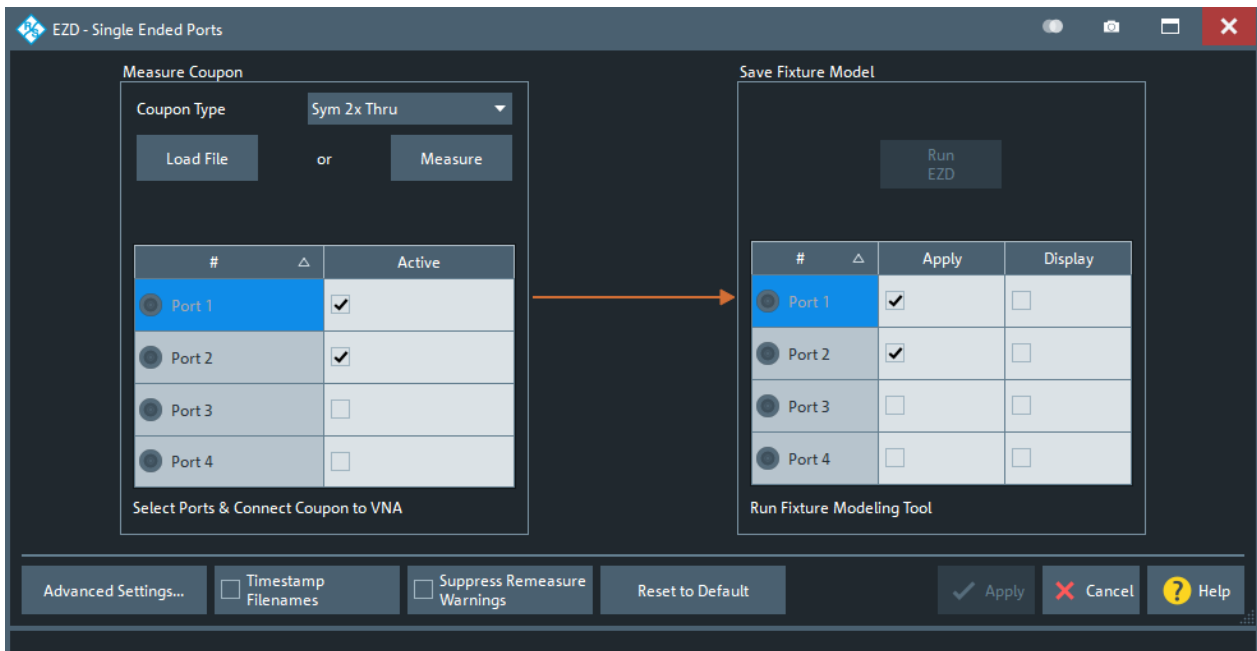 EZD - Single Ended Ports
Measure Coupon
Coupon Type
Sym 2x Thru
Load File
or
Measure
# Active
Port 1
Port 2
Port 3
Port 4
Select Ports & Connect Coupon to VNA
Save Fixture Model
Run
EZD
# Apply Display
Port 1
Port 2
Port 3
Port 4
Run Fixture Modeling Tool
Advanced Settings...
Timestamp
Filenames
Suppress Remeasure
Warnings
Reset to Default
Apply
Cancel
? Help